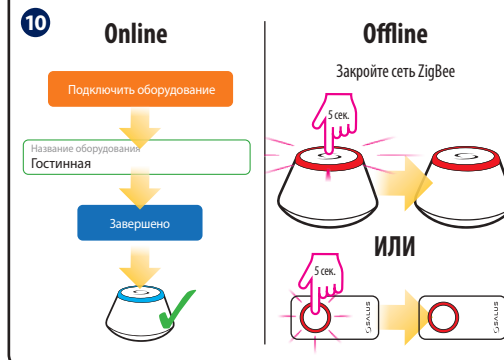 10
Online
Подключить оборудование
Название оборудования
Гостинная
Завершено
Offline
Закройте сеть ZigBee
5 сек.
ИЛИ
5 сек.
SALUS
SALUS